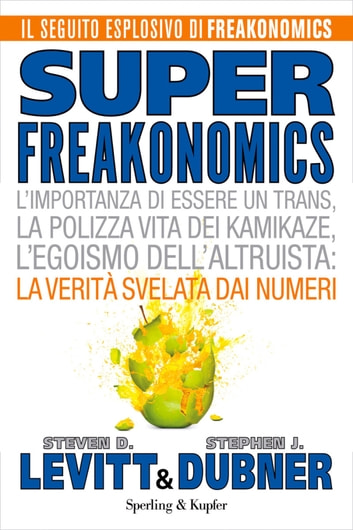 IL SEGUITO ESPLOSIVO DI FREAKONOMICS
SUPER
FREAKONOMICS
L'IMPORTANZA DI ESSERE UN TRANS,
LA POLIZZA VITA DEI KAMIKAZE,
L'EGOISMO DELL'ALTRUISTA:
LA VERITÀ SVELATA DAI NUMERI
STEVEN D. STEPHEN J.
LEVITT & DUBNER
Sperling & Kupfer